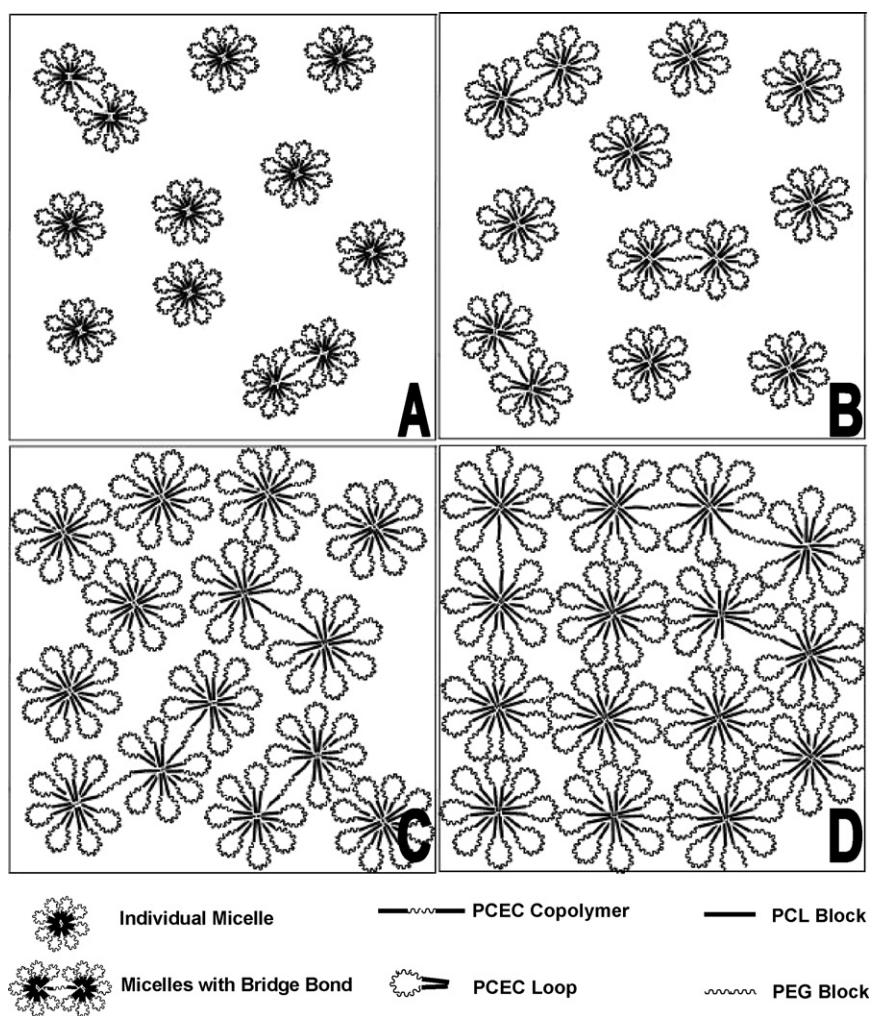 A
B
C
D
Individual Micelle
PCEC Copolymer
PCL Block
Micelles with Bridge Bond
PCEC Loop
PEG Block